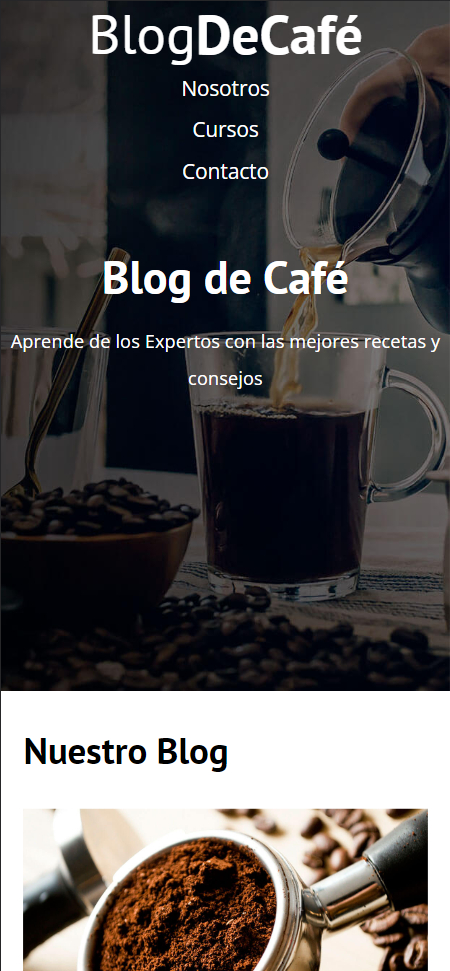 BlogDeCafé
Nosotros
Cursos
Contacto
Blog de Café
Aprende de los Expertos con las mejores recetas y
consejos
Nuestro Blog